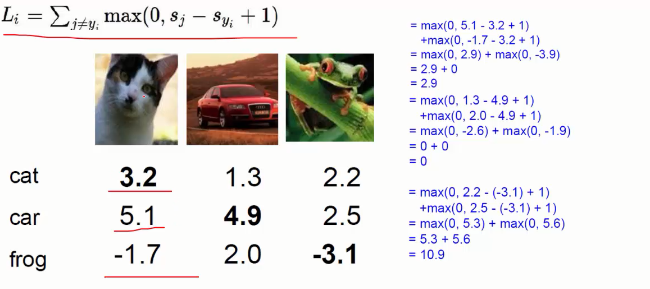 L_i = ∑_{j≠y_i} max(0, s_j − s_{y_i} + 1)
cat 3.2 1.3 2.2
car 5.1 4.9 2.5
frog -1.7 2.0 -3.1
= max(0, 5.1 - 3.2 + 1)
+max(0, -1.7 - 3.2 + 1)
= max(0, 2.9) + max(0, -3.9)
= 2.9 + 0
= 2.9
= max(0, 1.3 - 4.9 + 1)
+max(0, 2.0 - 4.9 + 1)
= max(0, -2.6) + max(0, -1.9)
= 0 + 0
= 0
= max(0, 2.2 - (-3.1) + 1)
+max(0, 2.5 - (-3.1) + 1)
= max(0, 5.3) + max(0, 5.6)
= 5.3 + 5.6
= 10.9